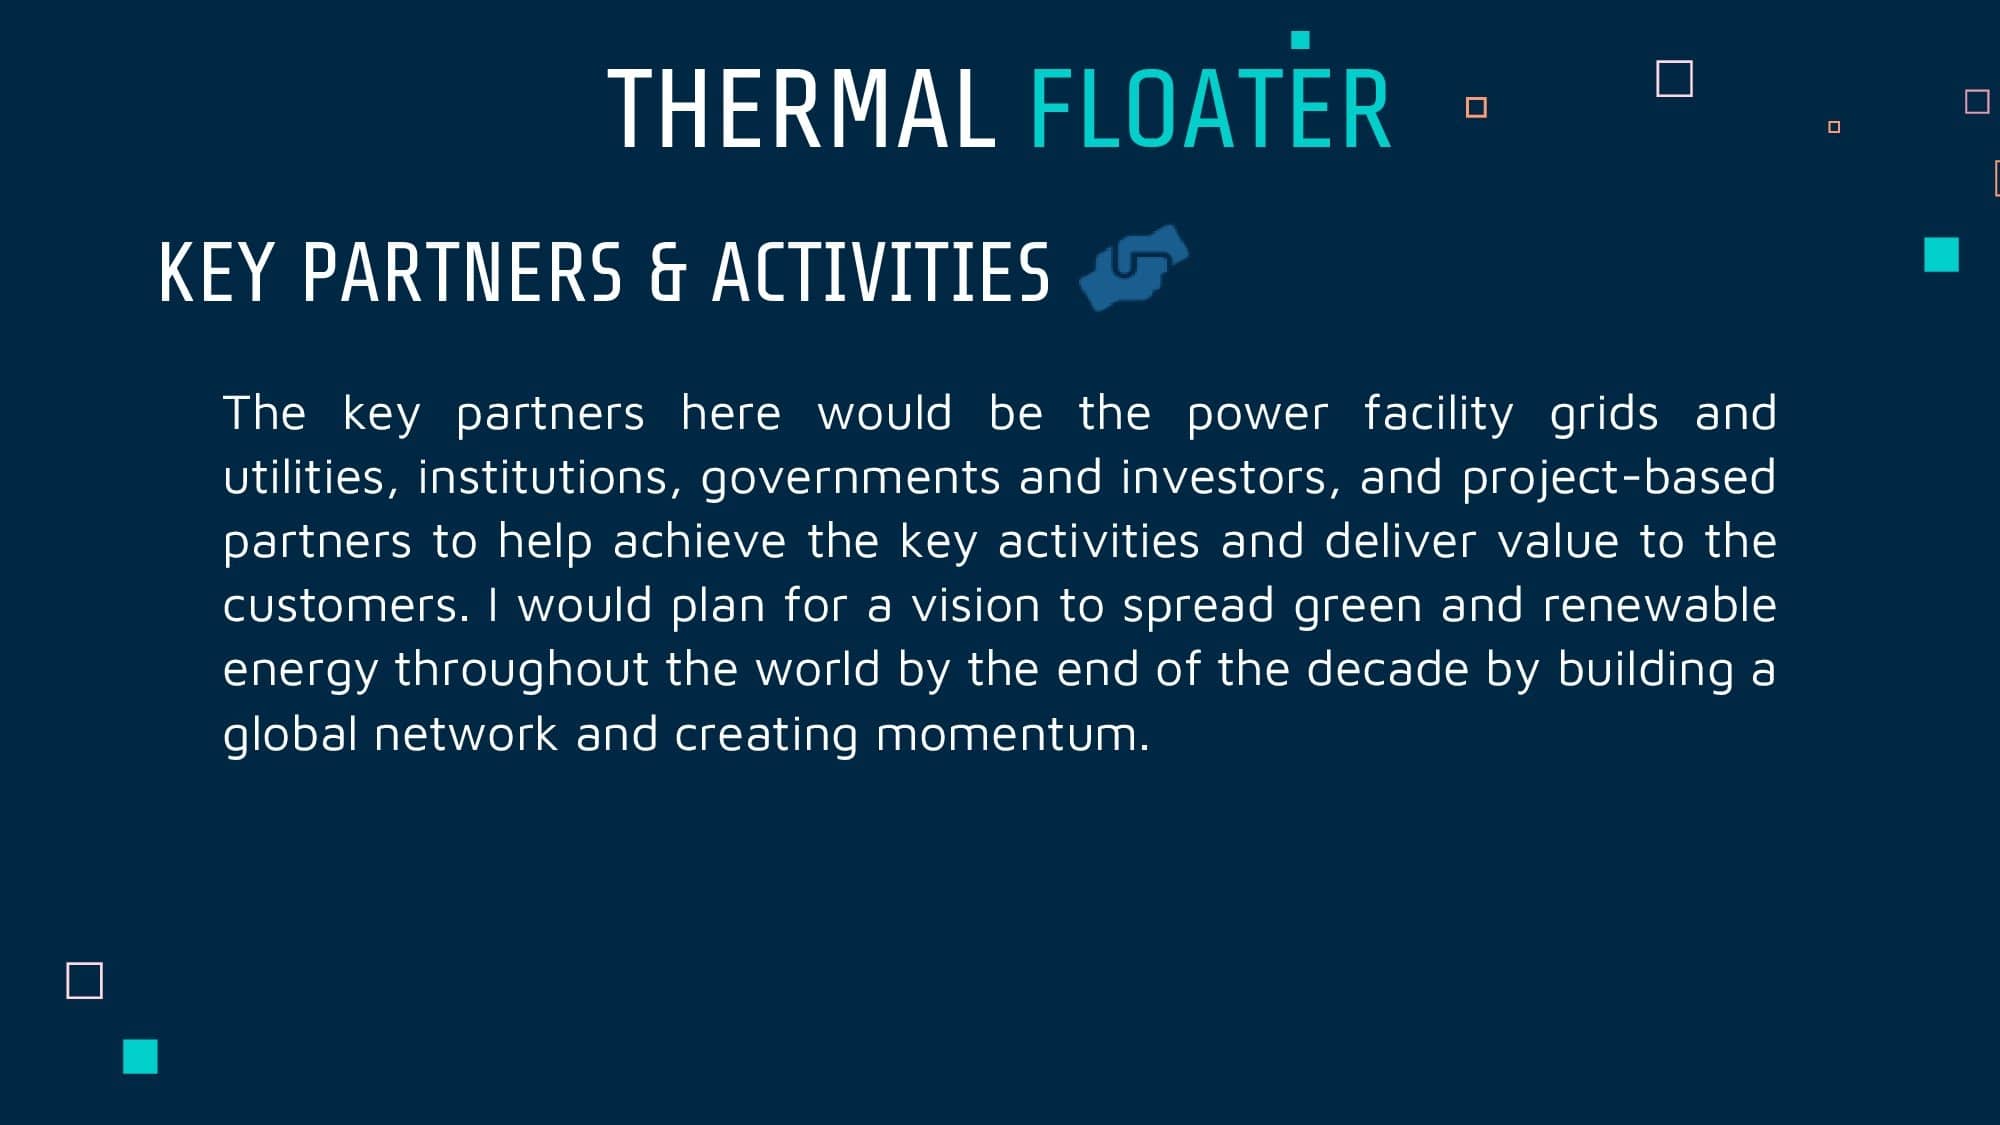 THERMAL FLOATER
KEY PARTNERS & ACTIVITIES
The key partners here would be the power facility grids and
utilities, institutions, governments and investors, and project-based
partners to help achieve the key activities and deliver value to the
customers. I would plan for a vision to spread green and renewable
energy throughout the world by the end of the decade by building a
global network and creating momentum.